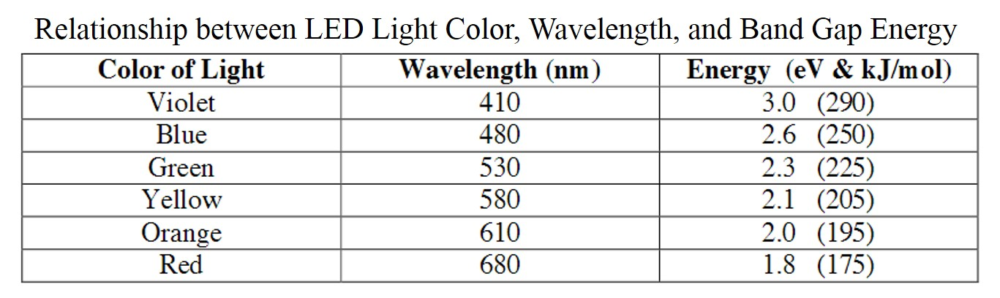 Relationship between LED Light Color, Wavelength, and Band Gap Energy
Color of Light Wavelength (nm) Energy (eV & kJ/mol)
Violet 410 3.0 (290)
Blue 480 2.6 (250)
Green 530 2.3 (225)
Yellow 580 2.1 (205)
Orange 610 2.0 (195)
Red 680 1.8 (175)